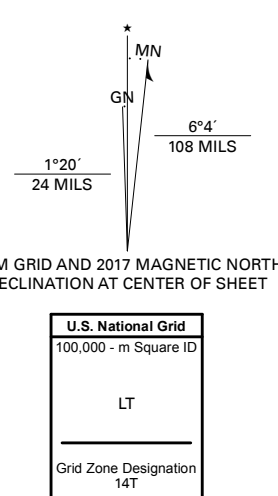 ★
MN
GN
6°4´
108 MILS
1°20´
24 MILS
M GRID AND 2017 MAGNETIC NORTH
ECLINATION AT CENTER OF SHEET
U.S. National Grid
100,000 - m Square ID
LT
Grid Zone Designation
14T